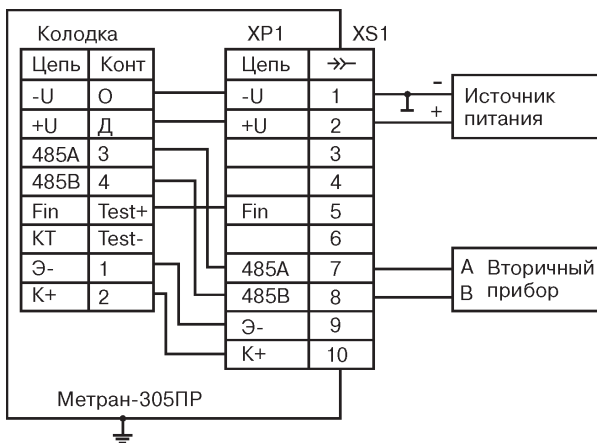 Колодка XP1 XS1
Цепь Конт Цепь
-U О -U 1 - Источник
+U Д +U 2 + питания
485А 3 3
485В 4 4
Fin Test+ Fin 5
КТ Test- 6
Э- 1 485А 7 А Вторичный
К+ 2 485В 8 В прибор
Э- 9
К+ 10
Метран-305ПР